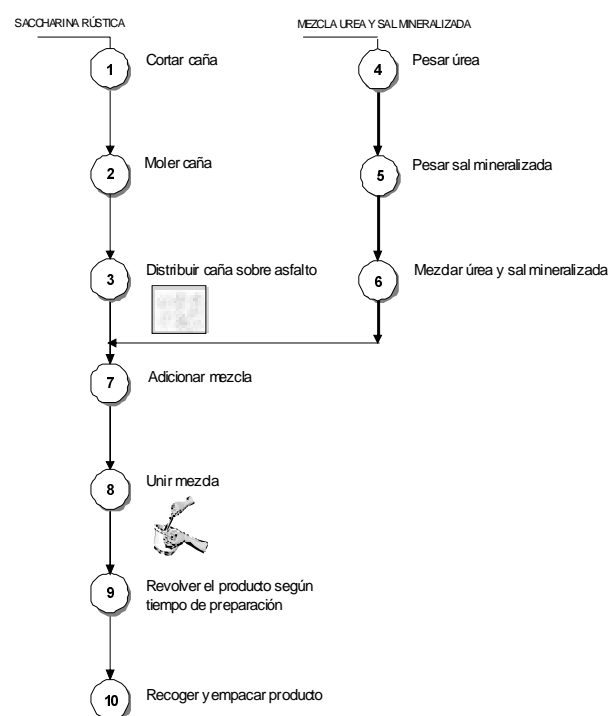 SACCHARINA RÚSTICA
MEZCLA UREA Y SAL MINERALIZADA
1 Cortar caña
4 Pesar úrea
2 Moler caña
5 Pesar sal mineralizada
3 Distribuir caña sobre asfalto
6 Mezclar úrea y sal mineralizada
7 Adicionar mezcla
8 Unir mezcla
9 Revolver el producto según
tiempo de preparación
10 Recoger y empacar producto